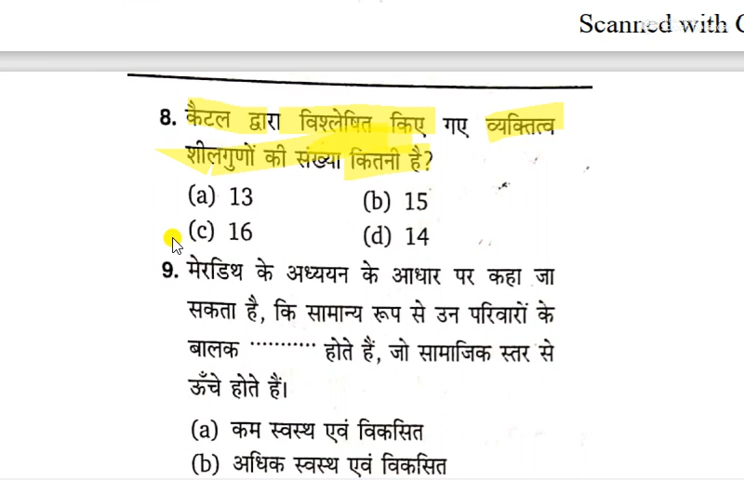 Scanned with C
8. कैटल द्वारा विश्लेषित किए गए व्यक्तित्व
शीलगुणों की संख्या कितनी है?
(a) 13 (b) 15
(c) 16 (d) 14
9. मेरडिथ के अध्ययन के आधार पर कहा जा
सकता है, कि सामान्य रूप से उन परिवारों के
बालक ........... होते हैं, जो सामाजिक स्तर से
ऊँचे होते हैं।
(a) कम स्वस्थ एवं विकसित
(b) अधिक स्वस्थ एवं विकसित